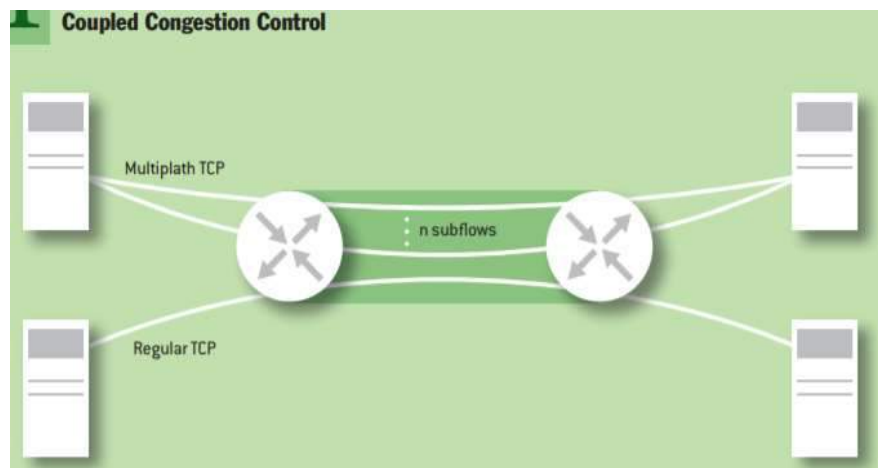 Coupled Congestion Control
Multiplath TCP
n subflows
Regular TCP